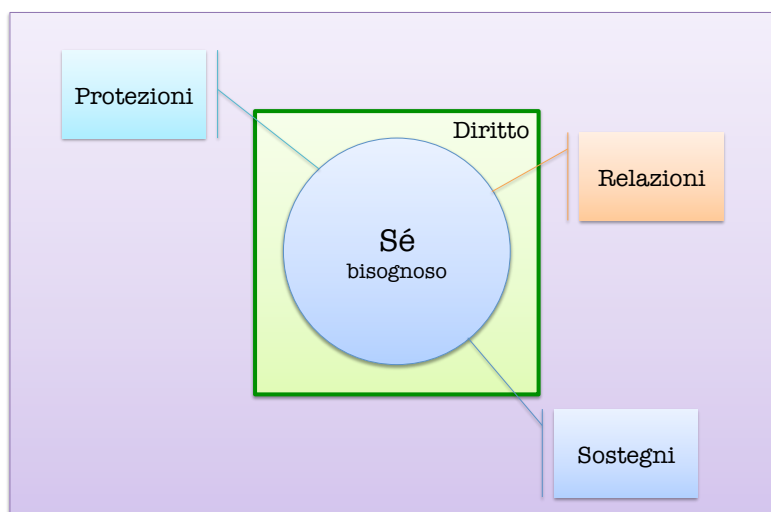 Protezioni
Diritto
Relazioni
Sé
bisognoso
Sostegni